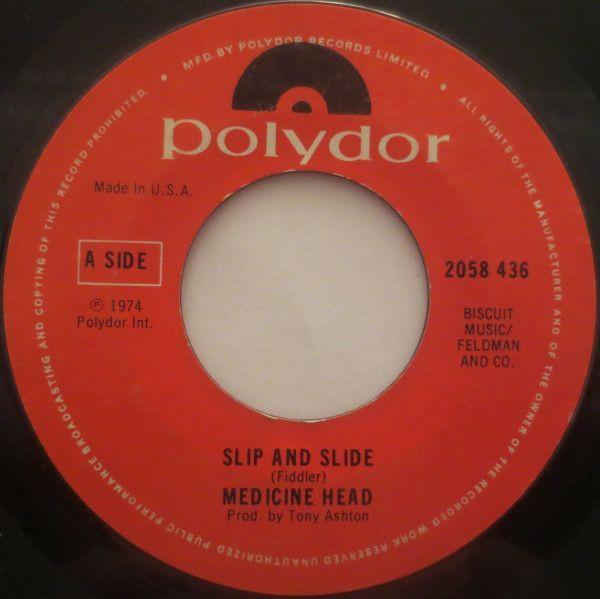 MFD. BY POLYDOR RECORDS LIMITED • ALL RIGHTS OF THE MANUFACTURER AND OF THE OWNER OF THE RECORDED WORK RESERVED UNAUTHORIZED PUBLIC PERFORMANCE BROADCASTING AND COPYING OF THIS RECORD PROHIBITED. •
polydor
Made In U.S.A.
A SIDE
2058 436
℗ 1974
Polydor Int.
BISCUIT
MUSIC/
FELDMAN
AND CO.
SLIP AND SLIDE
(Fiddler)
MEDICINE HEAD
Prod. by Tony Ashton